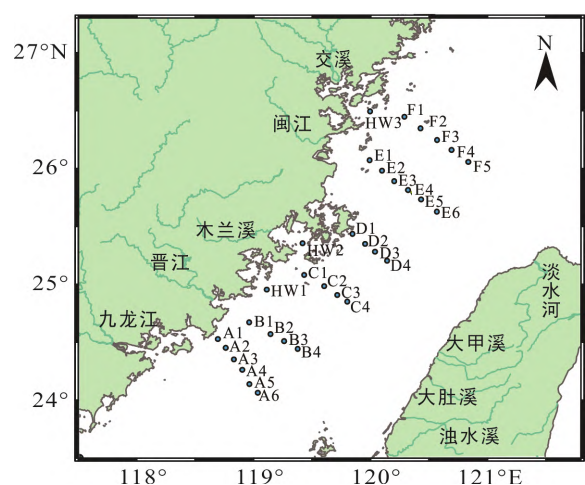 27°N
26°
25°
24°
118°
119°
120°
121°E
N
交溪
闽江
木兰溪
晋江
九龙江
淡水河
大甲溪
大肚溪
浊水溪
HW3
F1
F2
F3
F4
F5
E1
E2
E3
E4
E5
E6
D1
D2
D3
D4
HW2
C1
C2
C3
C4
HW1
B1
B2
B3
B4
A1
A2
A3
A4
A5
A6